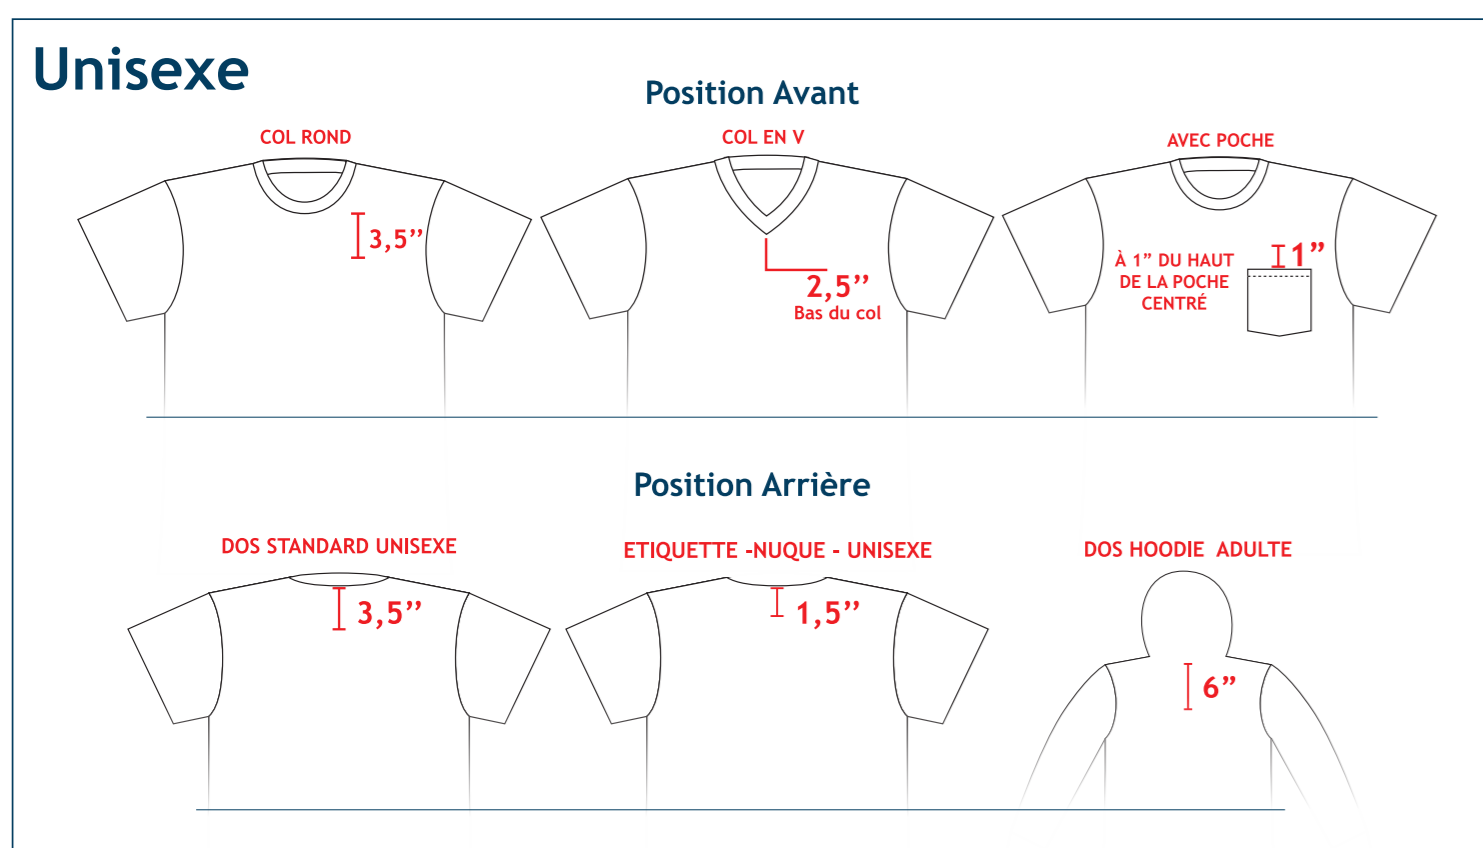 Unisexe
Position Avant
COL ROND
COL EN V
AVEC POCHE
3,5’’
2,5’’
Bas du col
À 1” DU HAUT
DE LA POCHE
CENTRÉ
1”
Position Arrière
DOS STANDARD UNISEXE
ETIQUETTE -NUQUE - UNISEXE
DOS HOODIE ADULTE
3,5’’
1,5’’
6”